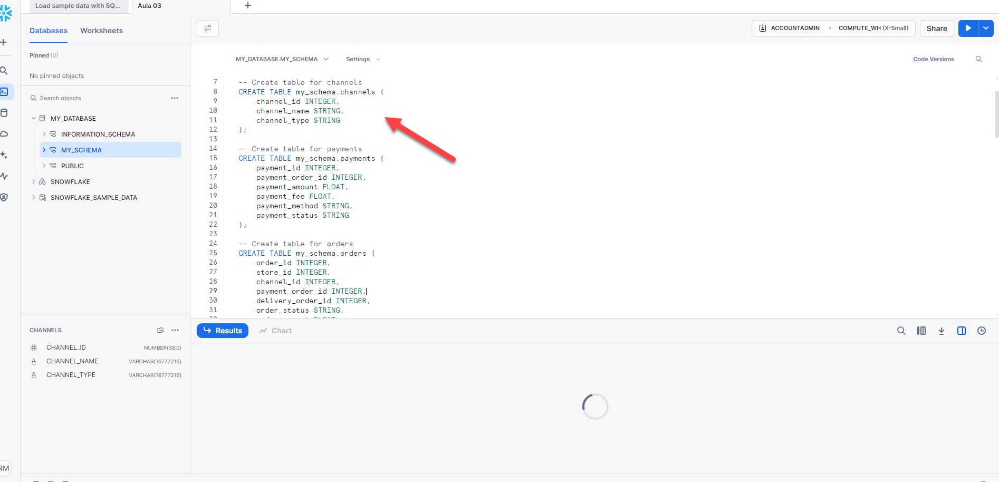 Load sample data with SQ...
Aula 03
Databases
Worksheets
ACCOUNTADMIN
COMPUTE_WH (X-Small)
Share
Pinned (0)
No pinned objects
Search objects
MY_DATABASE
INFORMATION_SCHEMA
MY_SCHEMA
PUBLIC
SNOWFLAKE
SNOWFLAKE_SAMPLE_DATA
CHANNELS
CHANNEL_ID NUMBER(38,0)
CHANNEL_NAME VARCHAR(16777216)
CHANNEL_TYPE VARCHAR(16777216)
RM
MY_DATABASE.MY_SCHEMA
Settings
Code Versions
7 -- Create table for channels
8 CREATE TABLE my_schema.channels (
9 channel_id INTEGER,
10 channel_name STRING,
11 channel_type STRING
12 );
13
14 -- Create table for payments
15 CREATE TABLE my_schema.payments (
16 payment_id INTEGER,
17 payment_order_id INTEGER,
18 payment_amount FLOAT,
19 payment_fee FLOAT,
20 payment_method STRING,
21 payment_status STRING
22 );
23
24 -- Create table for orders
25 CREATE TABLE my_schema.orders (
26 order_id INTEGER,
27 store_id INTEGER,
28 channel_id INTEGER,
29 payment_order_id INTEGER,
30 delivery_order_id INTEGER,
31 order_status STRING,
Results
Chart